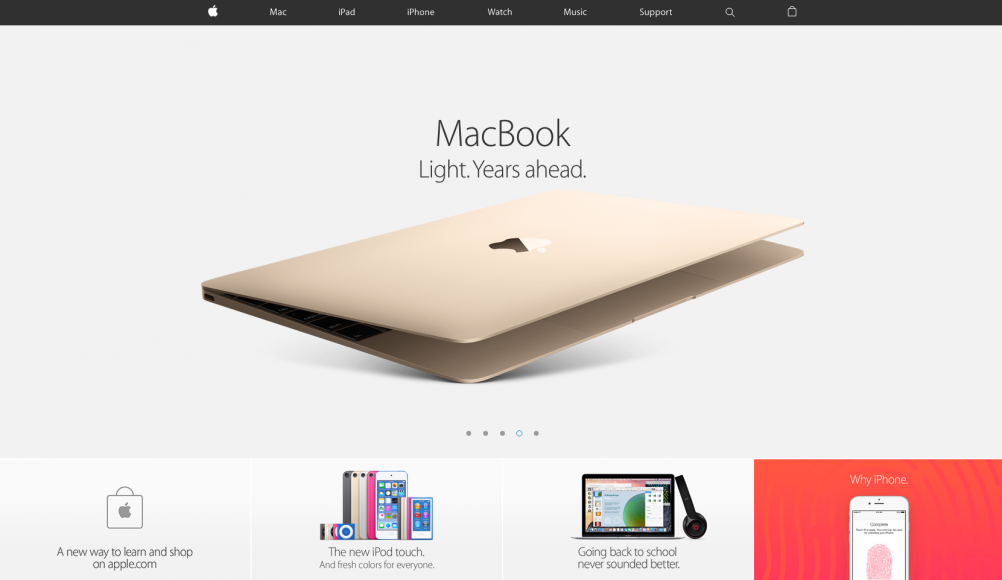 Mac iPad iPhone Watch Music Support
MacBook
Light. Years ahead.
A new way to learn and shop
on apple.com
The new iPod touch.
And fresh colors for everyone.
Going back to school
never sounded better.
Why iPhone.
Complete